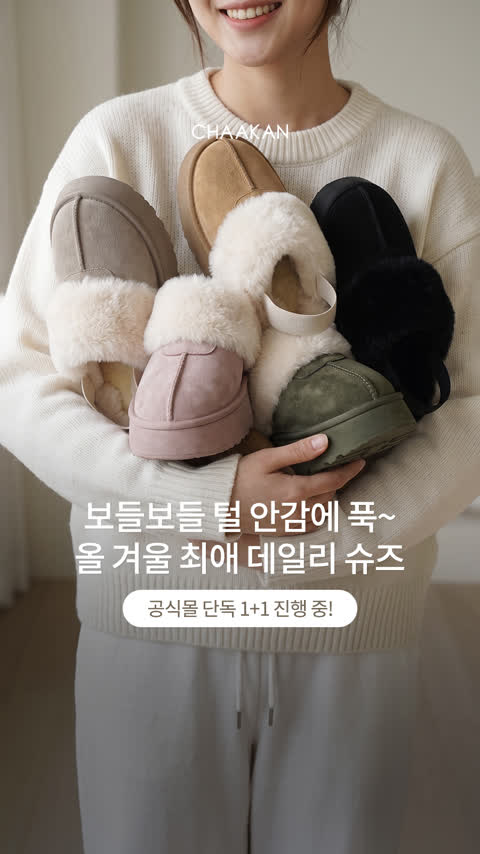 CHAAKAN
보들보들 털 안감에 푹~
올 겨울 최애 데일리 슈즈
공식몰 단독 1+1 진행 중!